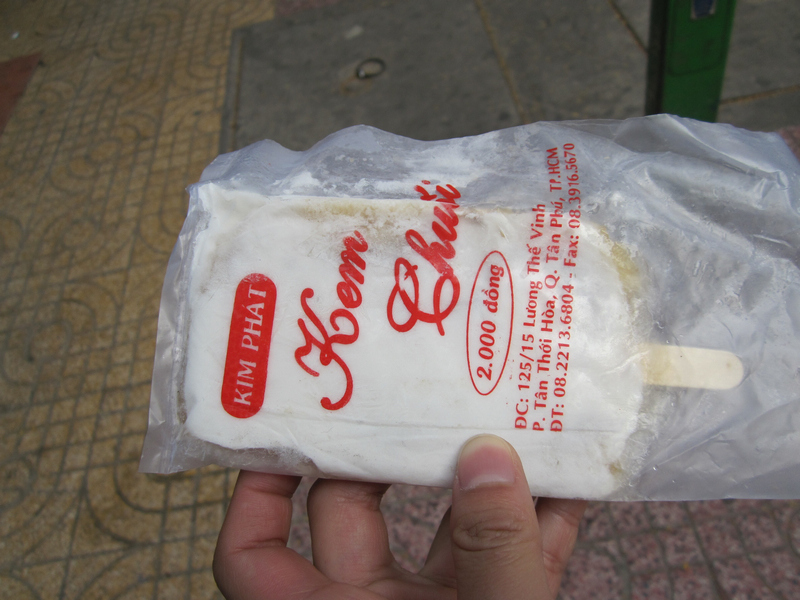 KIM PHÁT
Kem
Chuối
2.000 đồng
ĐC: 125/15 Lương Thế Vinh
P. Tân Thới Hòa, Q. Tân Phú, TP.HCM
ĐT: 08.2213.6804 - Fax: 08.3916.5670